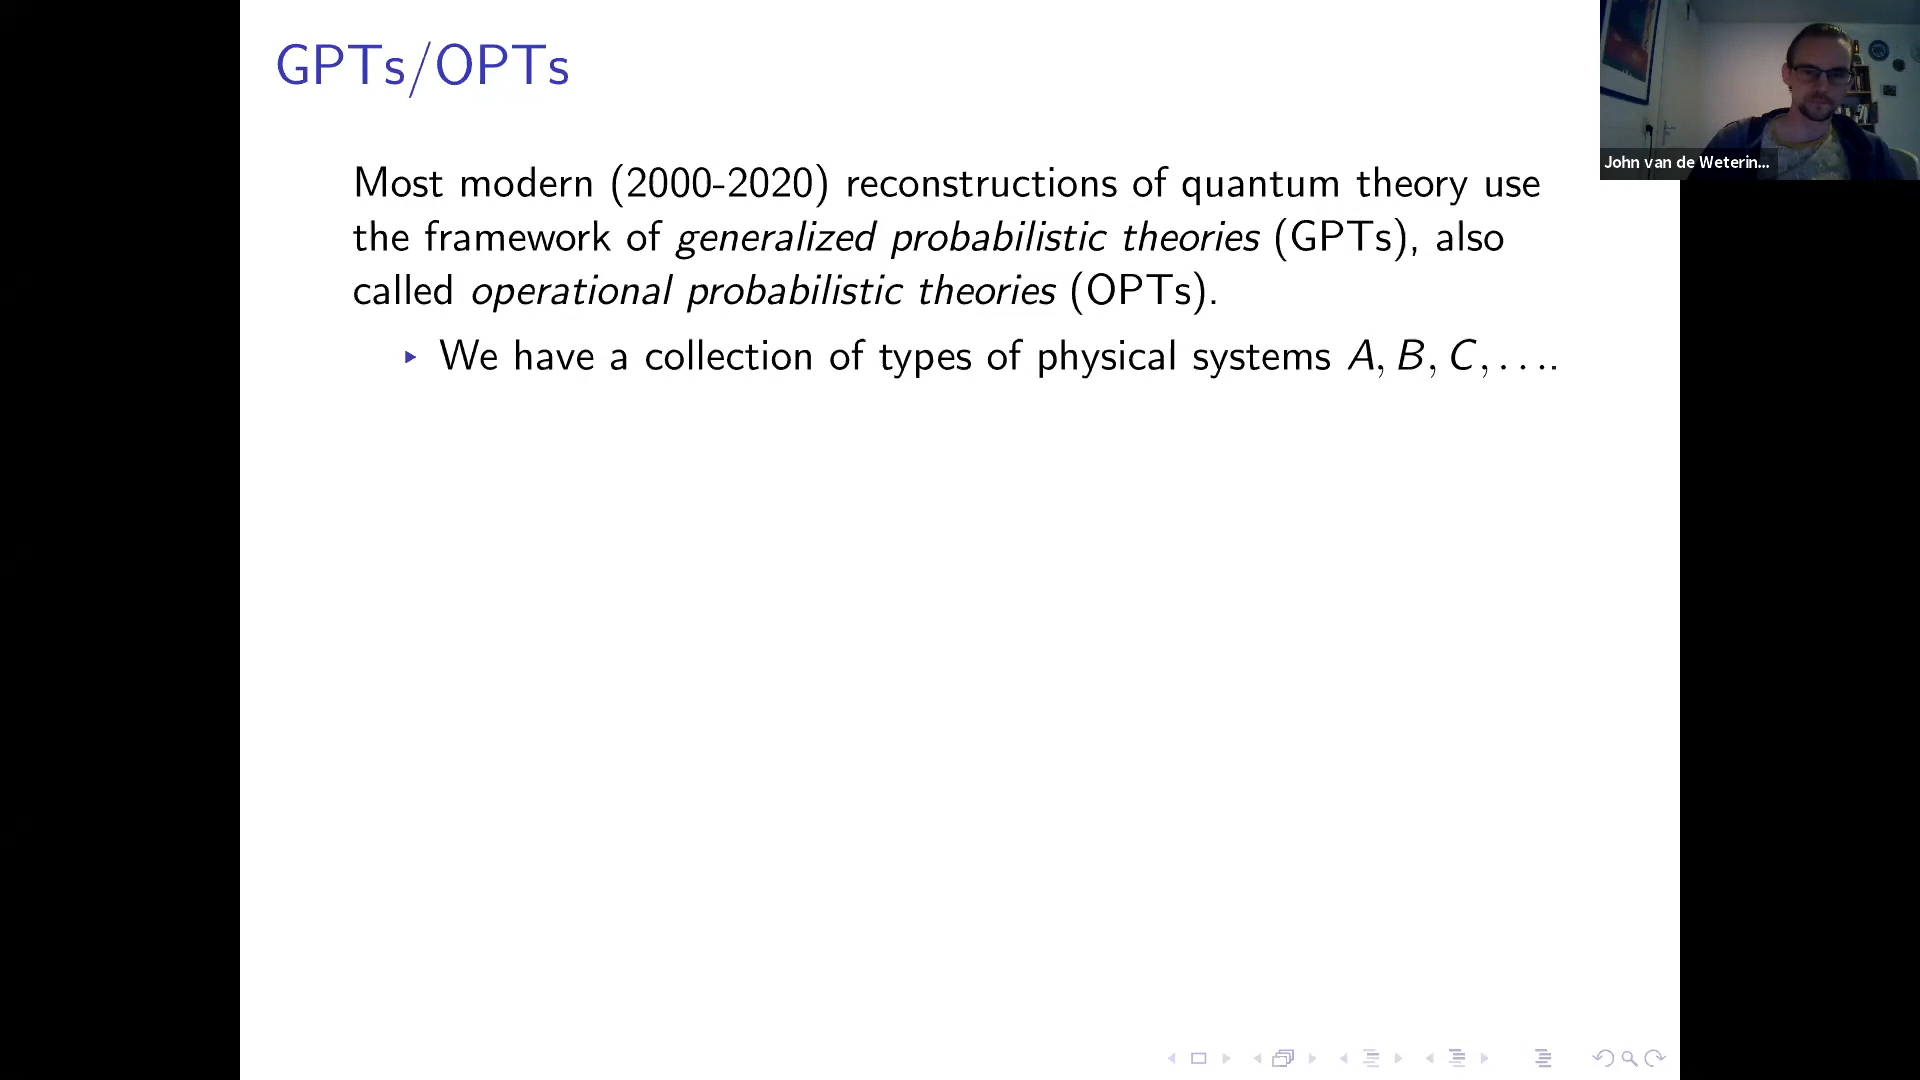 GPTs/OPTs
Most modern (2000-2020) reconstructions of quantum theory use
the framework of generalized probabilistic theories (GPTs), also
called operational probabilistic theories (OPTs).
▸ We have a collection of types of physical systems A, B, C, . . ..
John van de Weterin...